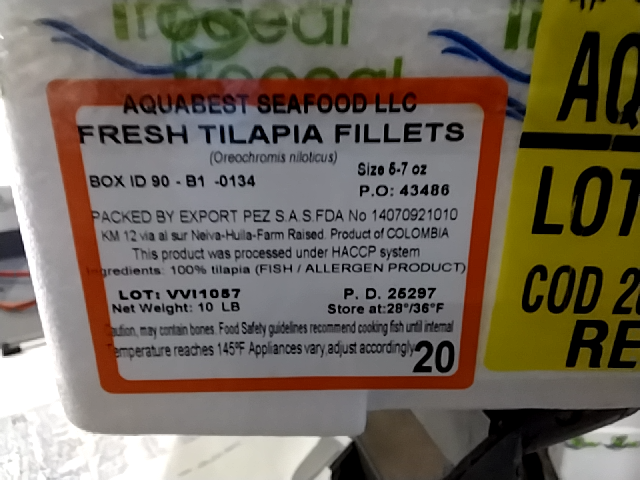 AQUABEST SEAFOOD LLC
FRESH TILAPIA FILLETS
(Oreochromis niloticus)
Size 5-7 oz
BOX ID 90 - B1 -0134
P.O: 43486
PACKED BY EXPORT PEZ S.A.S.FDA No 14070921010
KM 12 via al sur Neiva-Huila-Farm Raised. Product of COLOMBIA
This product was processed under HACCP system
Ingredients: 100% tilapia (FISH / ALLERGEN PRODUCT)
LOT: VVI1057
P. D. 25297
Net Weight: 10 LB
Store at:28°/36°F
Caution, may contain bones. Food Safety guidelines recommend cooking fish until internal
Temperature reaches 145°F Appliances vary,adjust accordingly
20
AQ
LOT
COD 2
RE